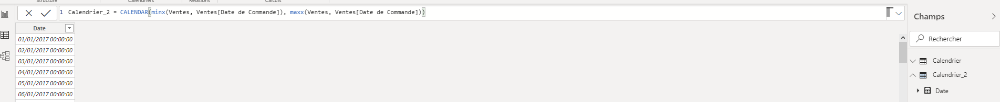 Structure Calendriers Relations Calculs
1 Calendrier_2 = CALENDAR(minx(Ventes, Ventes[Date de Commande]), maxx(Ventes, Ventes[Date de Commande]))
Date
01/01/2017 00:00:00
02/01/2017 00:00:00
03/01/2017 00:00:00
04/01/2017 00:00:00
05/01/2017 00:00:00
06/01/2017 00:00:00
Champs
Rechercher
Calendrier
Calendrier_2
Date